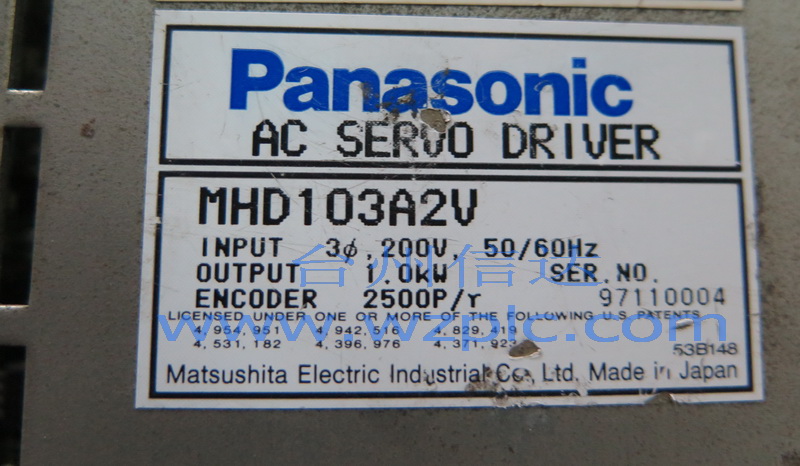 Panasonic
AC SERVO DRIVER
MHD103A2V
INPUT 3ϕ,200V, 50/60Hz
OUTPUT 1.0kW SER.NO.
ENCODER 2500P/r 97110004
LICENSED UNDER ONE OR MORE OF THE FOLLOWING U.S. PATENTS
4,954,951 4,942,516 4,829,419
4,531,182 4,396,976 4,371,923
53B148
Matsushita Electric Industrial Co., Ltd. Made in Japan
台州信达
www.wzplc.com